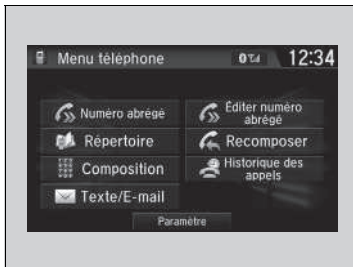 Menu téléphone
12:34
Numéro abrégé
Éditer numéro
abrégé
Répertoire
Recomposer
Composition
Historique des
appels
Texte/E-mail
Paramètre